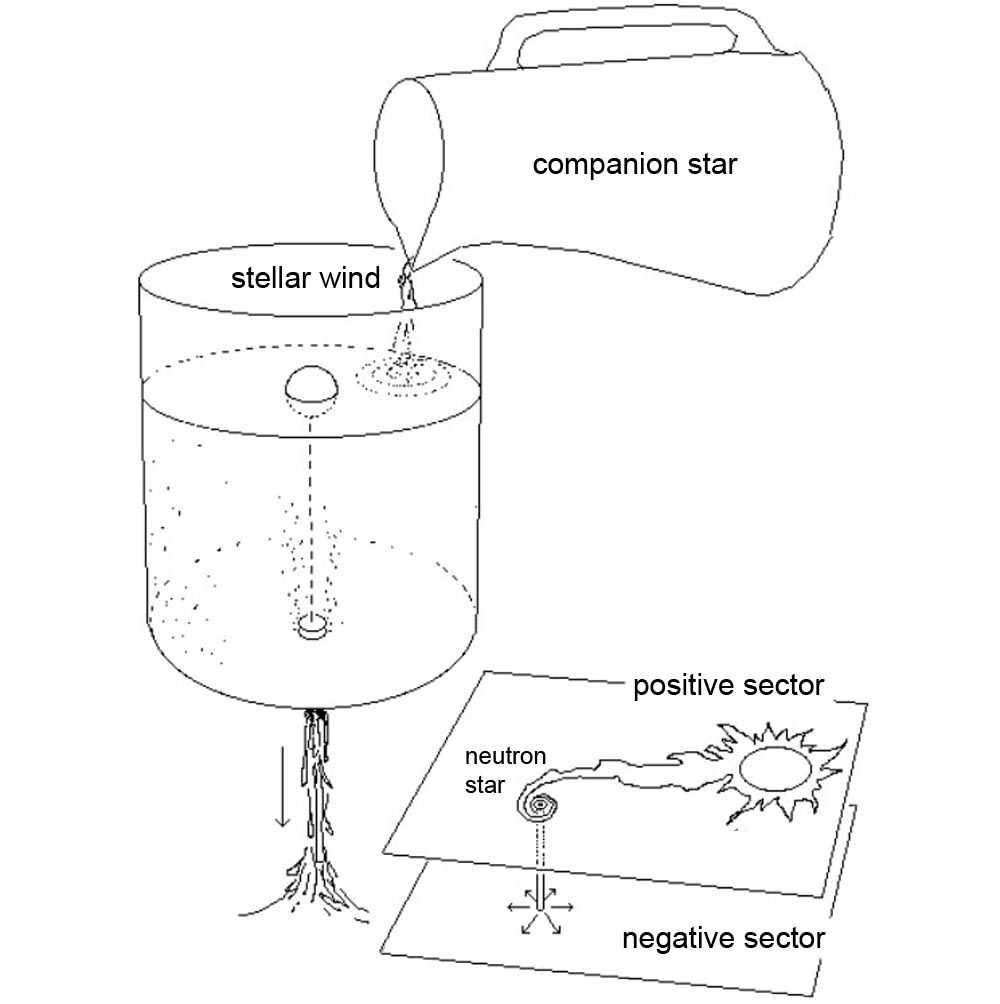 companion star
stellar wind
positive sector
neutron
star
negative sector